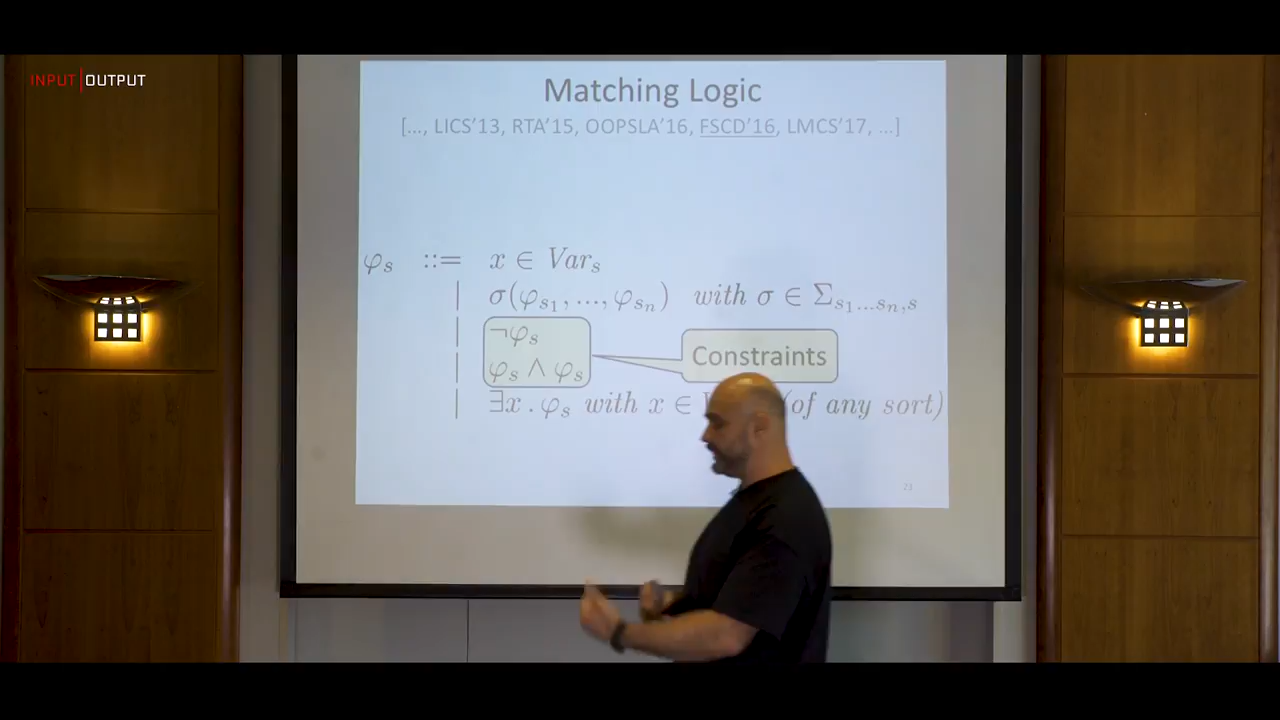 INPUT|OUTPUT
Matching Logic
[..., LICS'13, RTA'15, OOPSLA'16, FSCD'16, LMCS'17, ...]
φₛ ::= x ∈ Varₛ
| σ(φₛ₁, ..., φₛₙ) with σ ∈ Σₛ₁...ₛₙ,ₛ
| ¬φₛ
Constraints
| φₛ ∧ φₛ
| ∃x . φₛ with x ∈ (of any sort)
21